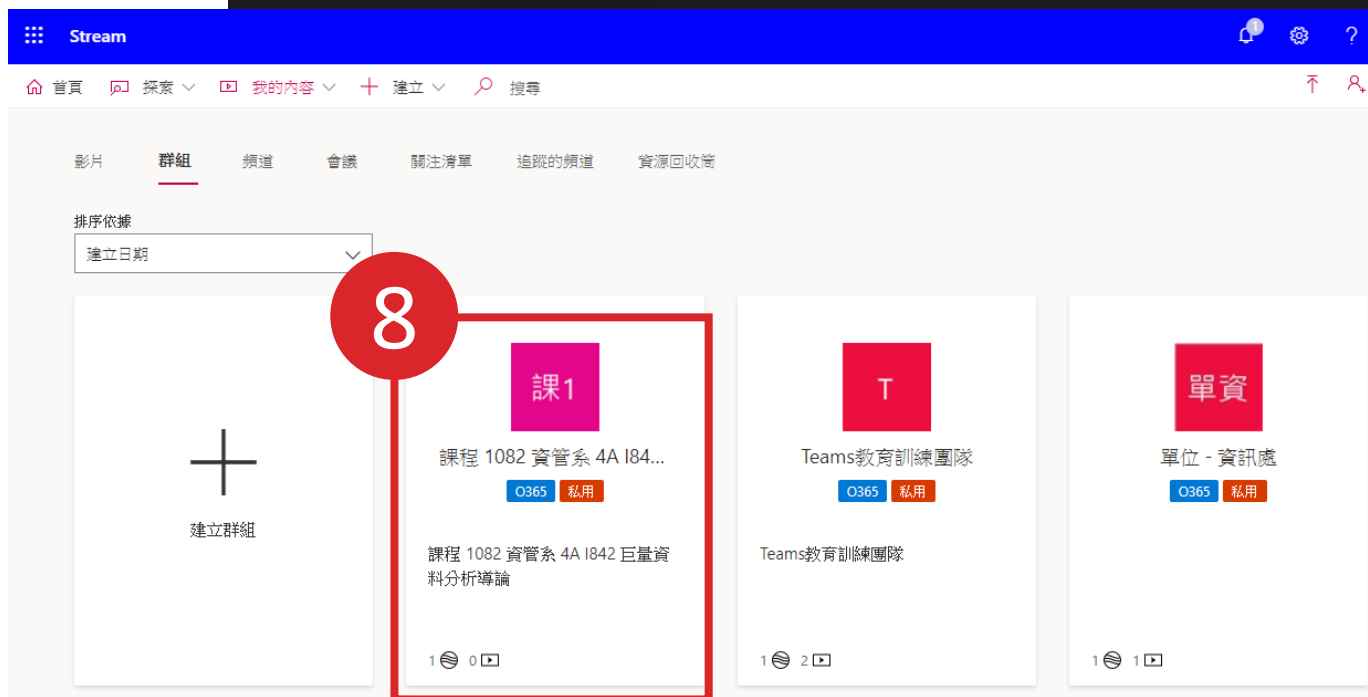 Stream
1
?
首頁 探索 我的內容 建立 搜尋
影片 群組 頻道 會議 關注清單 追蹤的頻道 資源回收筒
排序依據
建立日期
8
建立群組
課1
課程 1082 資管系 4A I84...
O365 私用
課程 1082 資管系 4A I842 巨量資
料分析導論
1 0
T
Teams教育訓練團隊
O365 私用
Teams教育訓練團隊
1 2
單資
單位 - 資訊處
O365 私用
1 1